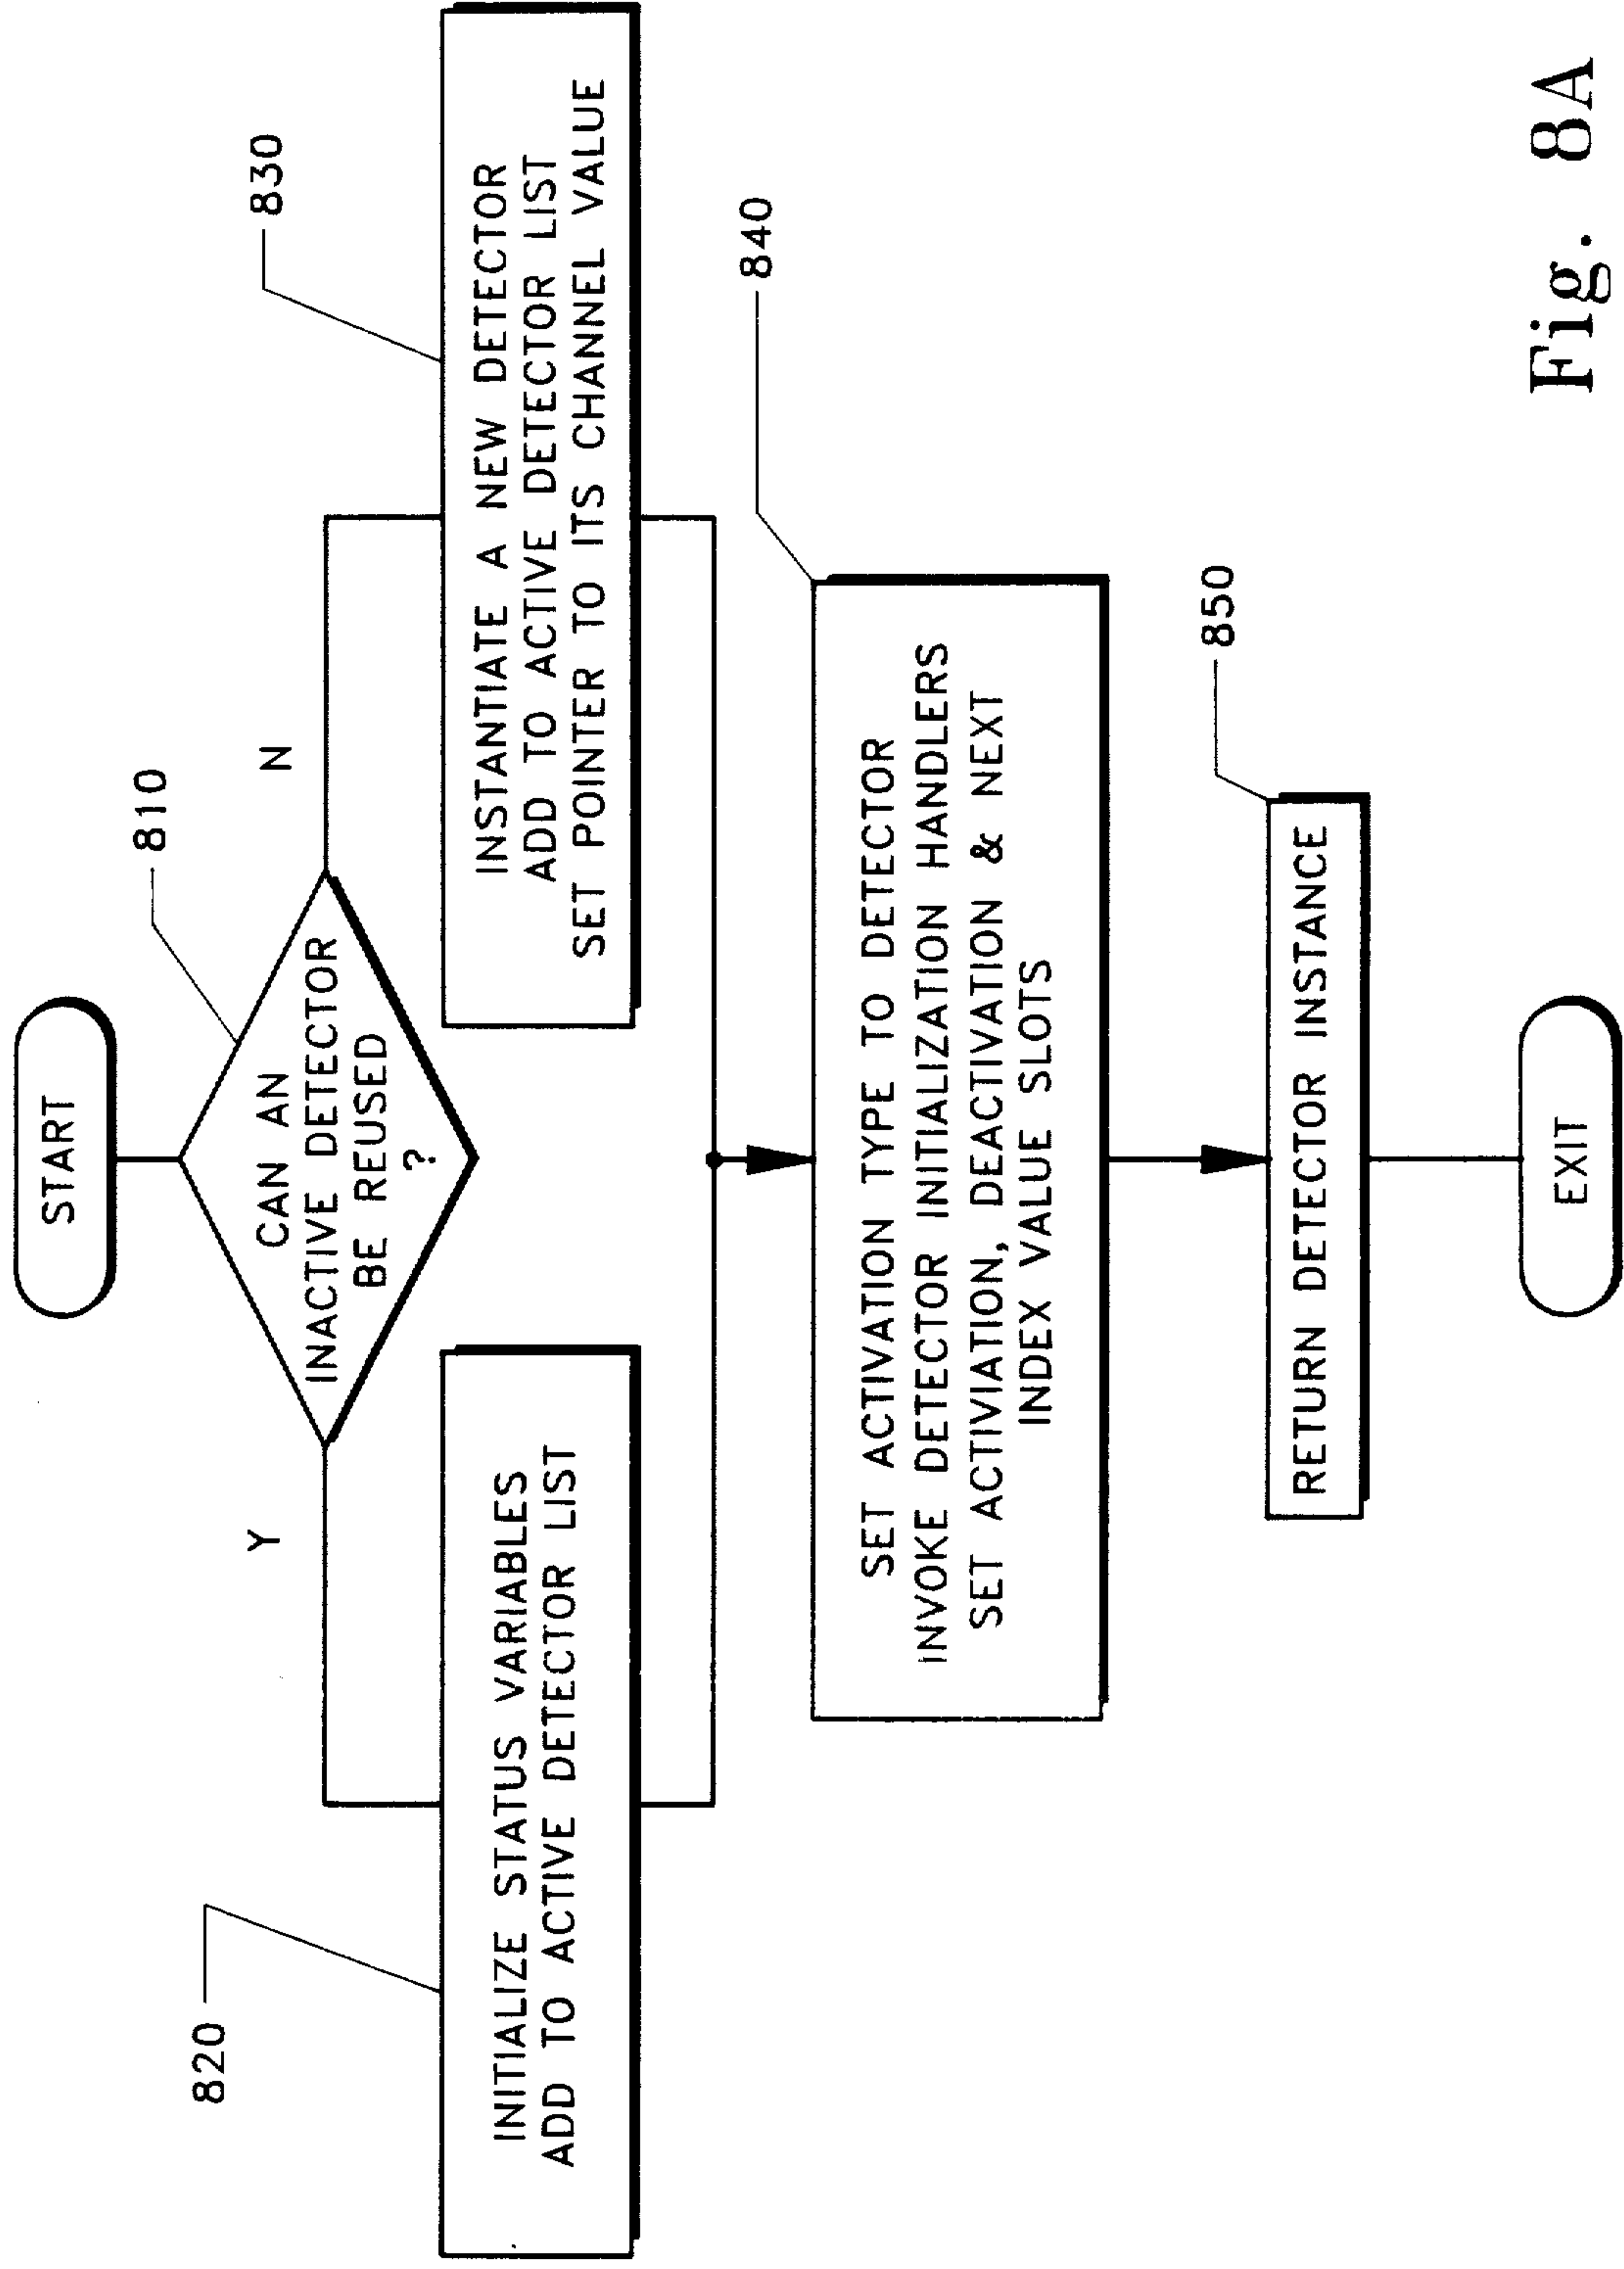 START
810
CAN AN
INACTIVE DETECTOR
BE REUSED
?
Y
N
820
INITIALIZE STATUS VARIABLES
ADD TO ACTIVE DETECTOR LIST
830
INSTANTIATE A NEW DETECTOR
ADD TO ACTIVE DETECTOR LIST
SET POINTER TO ITS CHANNEL VALUE
840
SET ACTIVATION TYPE TO DETECTOR
INVOKE DETECTOR INITIALIZATION HANDLERS
SET ACTIVIATION, DEACTIVATION & NEXT
INDEX VALUE SLOTS
850
RETURN DETECTOR INSTANCE
EXIT
Fig. 8A